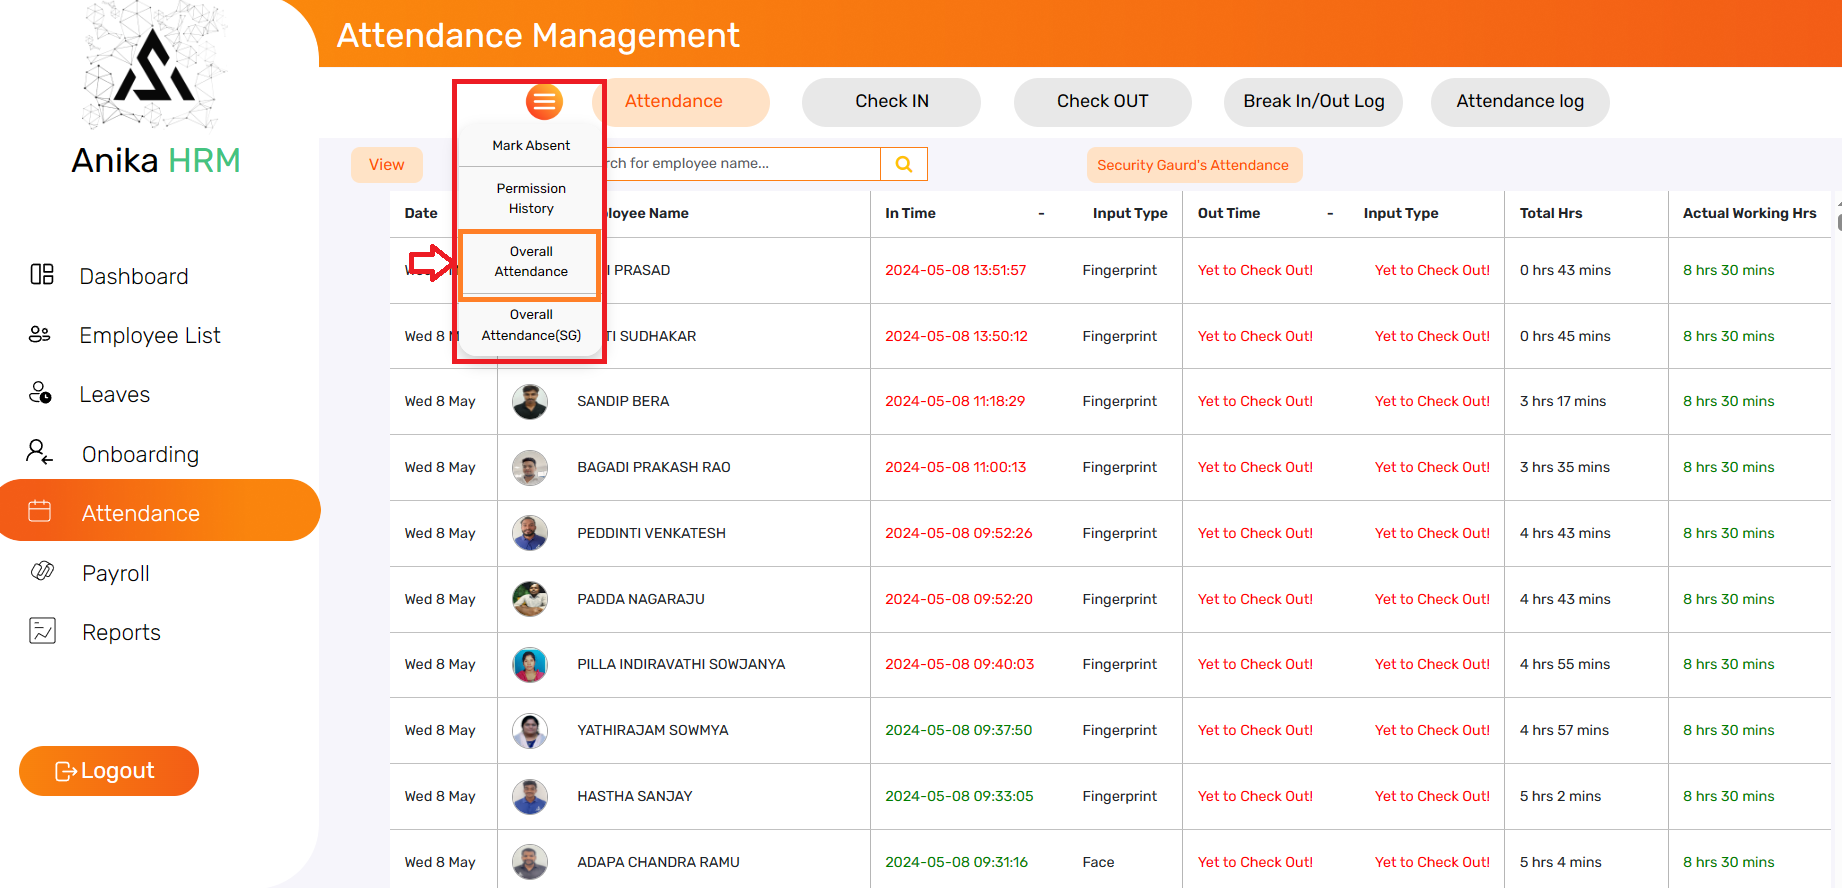 Attendance Management
Anika HRM
Dashboard
Employee List
Leaves
Onboarding
Attendance
Payroll
Reports
Logout
Attendance
Check IN
Check OUT
Break In/Out Log
Attendance log
Mark Absent
Permission
History
Overall
Attendance
Overall
Attendance(SG)
View
rch for employee name...
Security Gaurd's Attendance
Date loyee Name In Time - Input Type Out Time - Input Type Total Hrs Actual Working Hrs
PRASAD 2024-05-08 13:51:57 Fingerprint Yet to Check Out! Yet to Check Out! 0 hrs 43 mins 8 hrs 30 mins
Wed 8 M TI SUDHAKAR 2024-05-08 13:50:12 Fingerprint Yet to Check Out! Yet to Check Out! 0 hrs 45 mins 8 hrs 30 mins
Wed 8 May SANDIP BERA 2024-05-08 11:18:29 Fingerprint Yet to Check Out! Yet to Check Out! 3 hrs 17 mins 8 hrs 30 mins
Wed 8 May BAGADI PRAKASH RAO 2024-05-08 11:00:13 Fingerprint Yet to Check Out! Yet to Check Out! 3 hrs 35 mins 8 hrs 30 mins
Wed 8 May PEDDINTI VENKATESH 2024-05-08 09:52:26 Fingerprint Yet to Check Out! Yet to Check Out! 4 hrs 43 mins 8 hrs 30 mins
Wed 8 May PADDA NAGARAJU 2024-05-08 09:52:20 Fingerprint Yet to Check Out! Yet to Check Out! 4 hrs 43 mins 8 hrs 30 mins
Wed 8 May PILLA INDIRAVATHI SOWJANYA 2024-05-08 09:40:03 Fingerprint Yet to Check Out! Yet to Check Out! 4 hrs 55 mins 8 hrs 30 mins
Wed 8 May YATHIRAJAM SOWMYA 2024-05-08 09:37:50 Fingerprint Yet to Check Out! Yet to Check Out! 4 hrs 57 mins 8 hrs 30 mins
Wed 8 May HASTHA SANJAY 2024-05-08 09:33:05 Fingerprint Yet to Check Out! Yet to Check Out! 5 hrs 2 mins 8 hrs 30 mins
Wed 8 May ADAPA CHANDRA RAMU 2024-05-08 09:31:16 Face Yet to Check Out! Yet to Check Out! 5 hrs 4 mins 8 hrs 30 mins